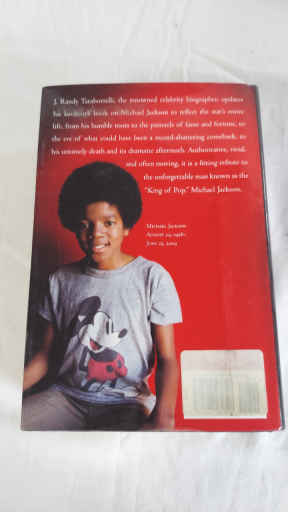 J. Randy Taraborrelli, the renowned celebrity biographer, updates
his landmark book on Michael Jackson to reflect the star's entire
life, from his humble roots to the pinnacle of fame and fortune, to
the eve of what could have been a record-shattering comeback, to
his untimely death and its dramatic aftermath. Authoritative, vivid,
and often moving, it is a fitting tribute to
the unforgettable man known as the
"King of Pop," Michael Jackson.
Michael Jackson
August 29, 1958–
June 25, 2009